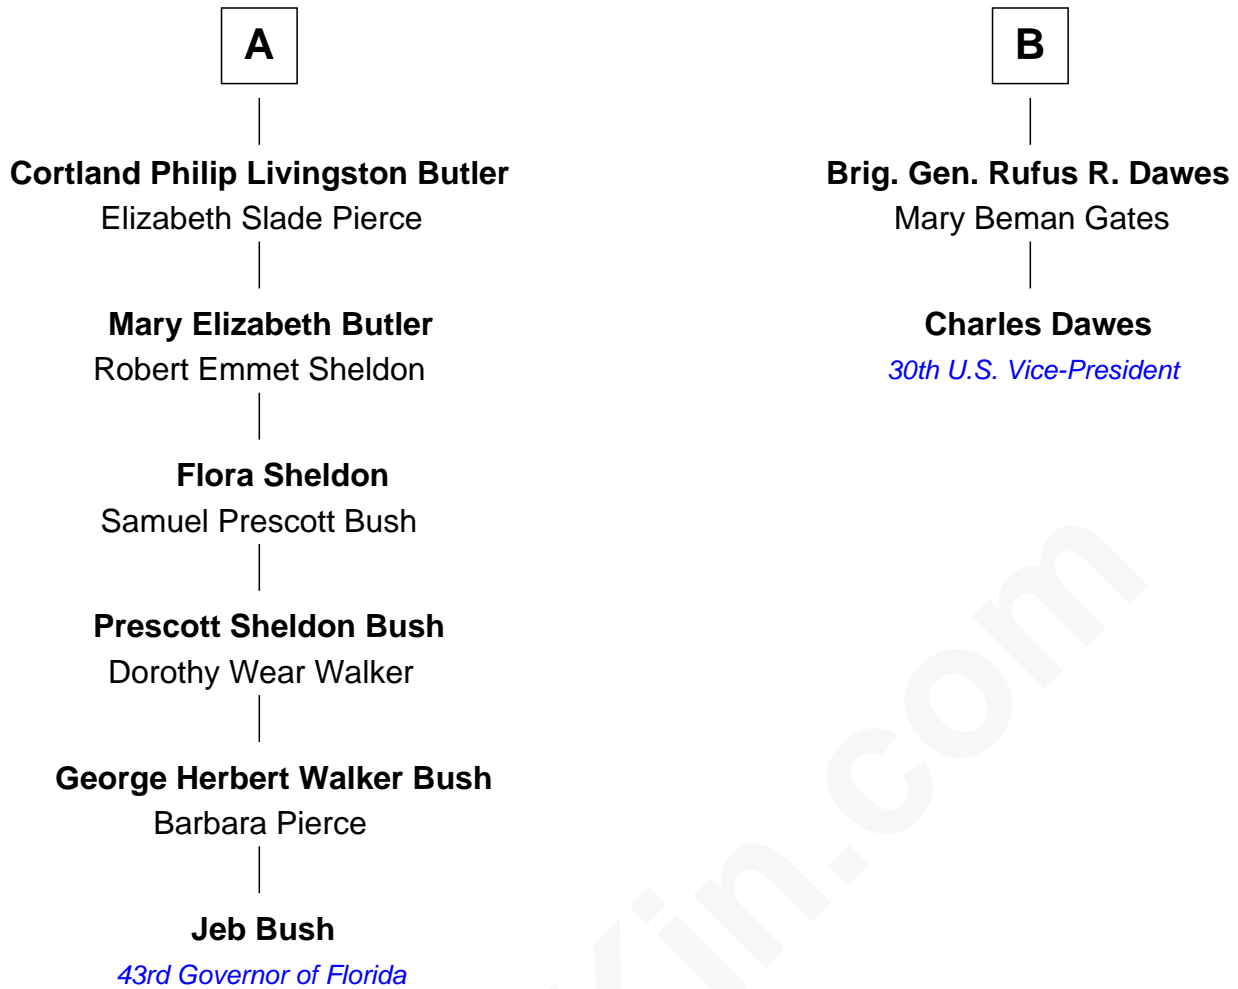 A
Cortland Philip Livingston Butler
Elizabeth Slade Pierce
Mary Elizabeth Butler
Robert Emmet Sheldon
Flora Sheldon
Samuel Prescott Bush
Prescott Sheldon Bush
Dorothy Wear Walker
George Herbert Walker Bush
Barbara Pierce
Jeb Bush
43rd Governor of Florida
B
Brig. Gen. Rufus R. Dawes
Mary Beman Gates
Charles Dawes
30th U.S. Vice-President
Kin.com